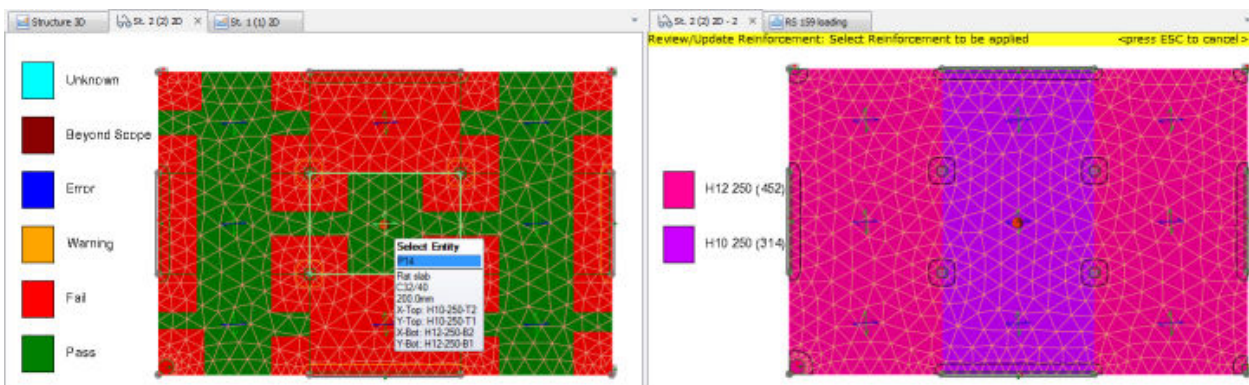 Structure 3D
St. 2 (2) 2D
St. 1 (1) 2D
Unknown
Beyond Scope
Error
Warning
Fail
Pass
Select Entity
P14
Flat slab
C32/40
200.0mm
X-Top: H10-250-T2
Y-Top: H10-250-T1
X-Bot: H12-250-B2
Y-Bot: H12-250-B1
St. 2 (2) 2D - 2
RS 159 loading
Review/Update Reinforcement: Select Reinforcement to be applied <press ESC to cancel>
H12 250 (452)
H10 250 (314)